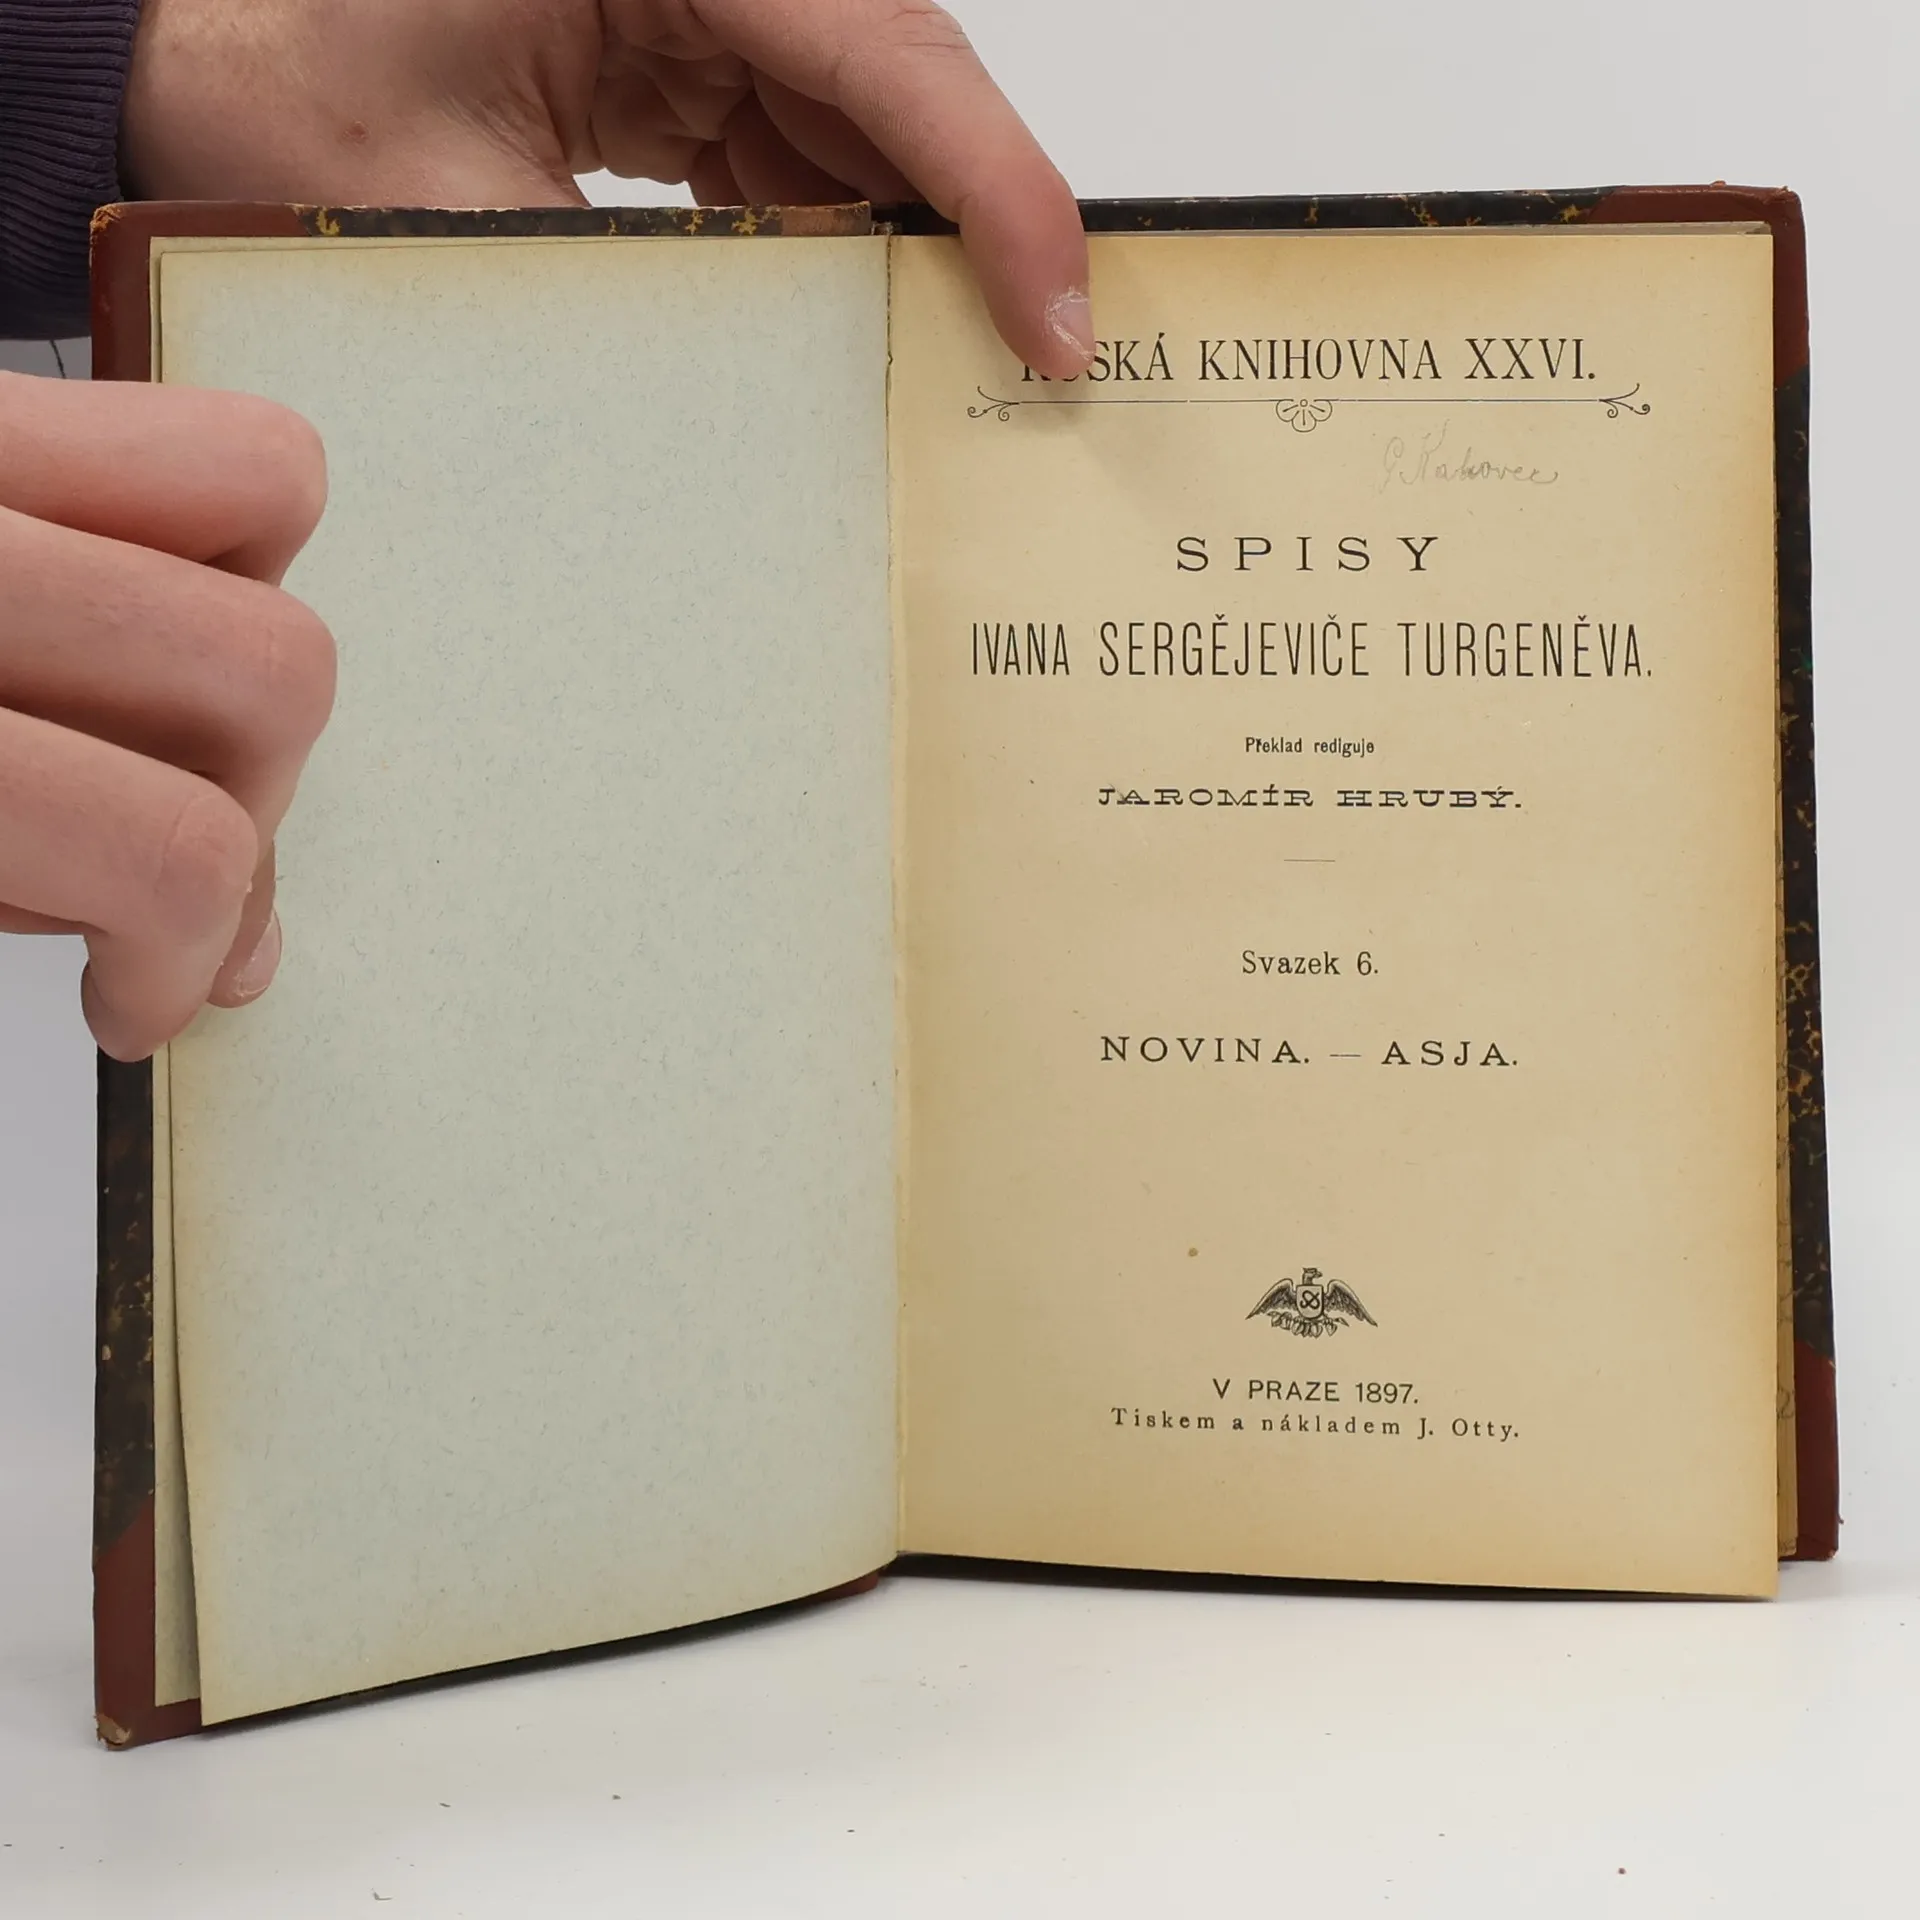 RUSKÁ KNIHOVNA XXVI.
SPISY
IVANA SERGĚJEVIČE TURGENĚVA.
Překlad rediguje
JAROMÍR HRUBÝ.
Svazek 6.
NOVINA. — ASJA.
V PRAZE 1897.
Tiskem a nákladem J. Otty.